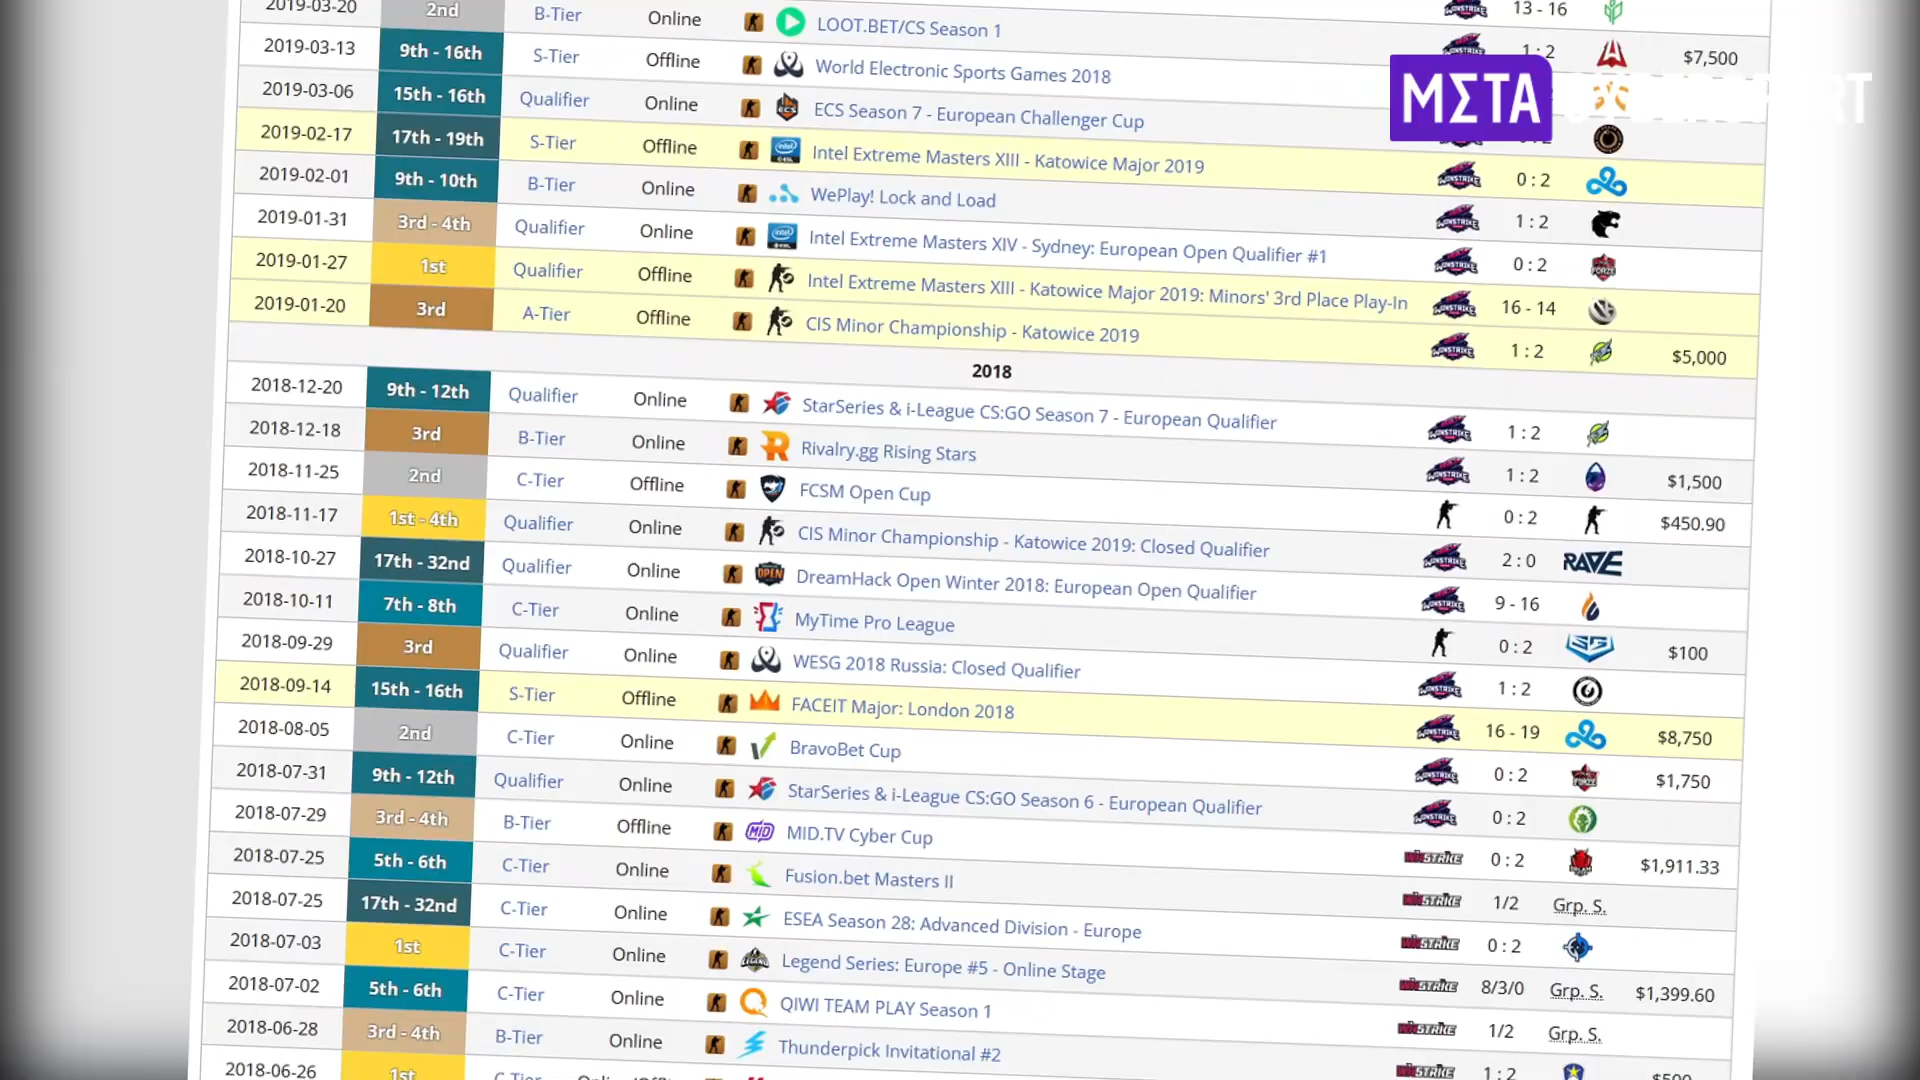 2019-03-20 2nd B-Tier Online LOOT.BET/CS Season 1 13 - 16
2019-03-13 9th - 16th S-Tier Offline World Electronic Sports Games 2018 1 : 2 $7,500
2019-03-06 15th - 16th Qualifier Online ECS Season 7 - European Challenger Cup
MΣTA
2019-02-17 17th - 19th S-Tier Offline Intel Extreme Masters XIII - Katowice Major 2019 0 : 2
2019-02-01 9th - 10th B-Tier Online WePlay! Lock and Load 1 : 2
2019-01-31 3rd - 4th Qualifier Online Intel Extreme Masters XIV - Sydney: European Open Qualifier #1 0 : 2
2019-01-27 1st Qualifier Offline Intel Extreme Masters XIII - Katowice Major 2019: Minors' 3rd Place Play-In 16 - 14
2019-01-20 3rd A-Tier Offline CIS Minor Championship - Katowice 2019 1 : 2 $5,000
2018
2018-12-20 9th - 12th Qualifier Online StarSeries & i-League CS:GO Season 7 - European Qualifier 1 : 2
2018-12-18 3rd B-Tier Online Rivalry.gg Rising Stars 1 : 2 $1,500
2018-11-25 2nd C-Tier Offline FCSM Open Cup 0 : 2 $450.90
2018-11-17 1st - 4th Qualifier Online CIS Minor Championship - Katowice 2019: Closed Qualifier 2 : 0 RAVE
2018-10-27 17th - 32nd Qualifier Online DreamHack Open Winter 2018: European Open Qualifier 9 - 16
2018-10-11 7th - 8th C-Tier Online MyTime Pro League 0 : 2 $100
2018-09-29 3rd Qualifier Online WESG 2018 Russia: Closed Qualifier 1 : 2
2018-09-14 15th - 16th S-Tier Offline FACEIT Major: London 2018 16 - 19 $8,750
2018-08-05 2nd C-Tier Online BravoBet Cup 0 : 2 $1,750
2018-07-31 9th - 12th Qualifier Online StarSeries & i-League CS:GO Season 6 - European Qualifier 0 : 2
2018-07-29 3rd - 4th B-Tier Offline MID.TV Cyber Cup 0 : 2 $1,911.33
2018-07-25 5th - 6th C-Tier Online Fusion.bet Masters II 1/2 Grp. S.
2018-07-25 17th - 32nd C-Tier Online ESEA Season 28: Advanced Division - Europe 0 : 2
2018-07-03 1st C-Tier Online Legend Series: Europe #5 - Online Stage 8/3/0 Grp. S. $1,399.60
2018-07-02 5th - 6th C-Tier Online QIWI TEAM PLAY Season 1 1/2 Grp. S.
2018-06-28 3rd - 4th B-Tier Online Thunderpick Invitational #2 1 : 2 $500
2018-06-26 1st C-Tier